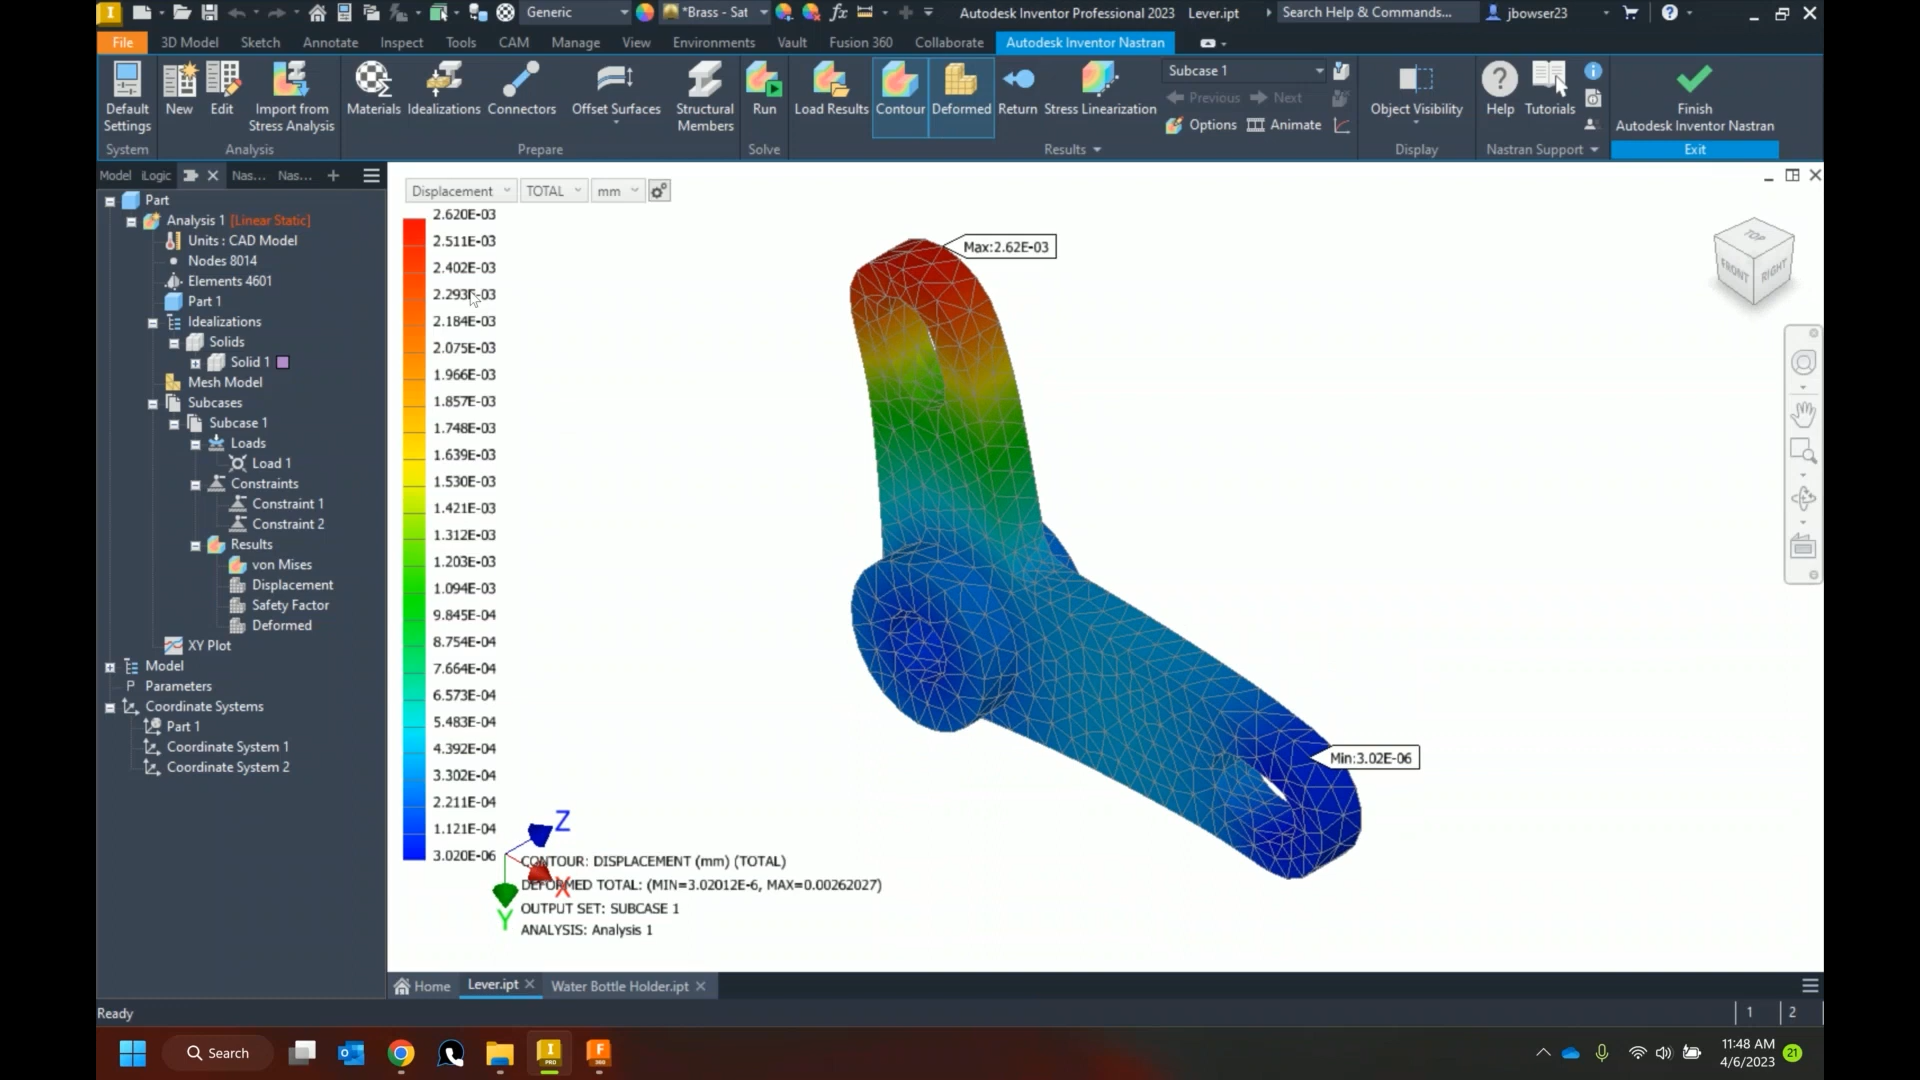 Generic
*Brass - Sat
fx
Autodesk Inventor Professional 2023 Lever.ipt
Search Help & Commands...
jbowser23
File 3D Model Sketch Annotate Inspect Tools CAM Manage View Environments Vault Fusion 360 Collaborate Autodesk Inventor Nastran
Default Settings
New
Edit
Import from Stress Analysis
Materials
Idealizations
Connectors
Offset Surfaces
Structural Members
Run
Load Results
Contour
Deformed
Return
Stress Linearization
Subcase 1
Previous Next
Options Animate
Object Visibility
Help
Tutorials
Finish
Autodesk Inventor Nastran
System Analysis Prepare Solve Results Display Nastran Support Exit
Model iLogic Nas... Nas...
Part
Analysis 1 [Linear Static]
Units : CAD Model
Nodes 8014
Elements 4601
Part 1
Idealizations
Solids
Solid 1
Mesh Model
Subcases
Subcase 1
Loads
Load 1
Constraints
Constraint 1
Constraint 2
Results
von Mises
Displacement
Safety Factor
Deformed
XY Plot
Model
P Parameters
Coordinate Systems
Part 1
Coordinate System 1
Coordinate System 2
Displacement TOTAL mm
2.620E-03
2.511E-03
2.402E-03
2.293E-03
2.184E-03
2.075E-03
1.966E-03
1.857E-03
1.748E-03
1.639E-03
1.530E-03
1.421E-03
1.312E-03
1.203E-03
1.094E-03
9.845E-04
8.754E-04
7.664E-04
6.573E-04
5.483E-04
4.392E-04
3.302E-04
2.211E-04
1.121E-04
3.020E-06
Max:2.62E-03
Min:3.02E-06
TOP
FRONT RIGHT
Z
X
Y
CONTOUR: DISPLACEMENT (mm) (TOTAL)
DEFORMED TOTAL: (MIN=3.02012E-6, MAX=0.00262027)
OUTPUT SET: SUBCASE 1
ANALYSIS: Analysis 1
Home Lever.ipt Water Bottle Holder.ipt
Ready
1 2
Search
11:48 AM
4/6/2023
21